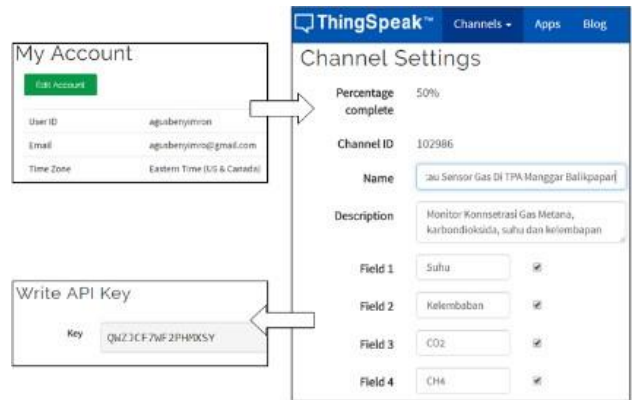 My Account
Edit Account
User ID agusbenyimron
Email agusbenyimro@gmail.com
Time Zone Eastern Time (US & Canada)
ThingSpeak™ Channels Apps Blog
Channel Settings
Percentage complete 50%
Channel ID 102986
Name :au Sensor Gas Di TPA Manggar Balikpapan
Description Monitor Konnsetrasi Gas Metana,
karbondioksida, suhu dan kelembapan
Field 1 Suhu
Field 2 Kelembaban
Field 3 CO2
Field 4 CH4
Write API Key
Key QWZJCF7WF2PHMXSY